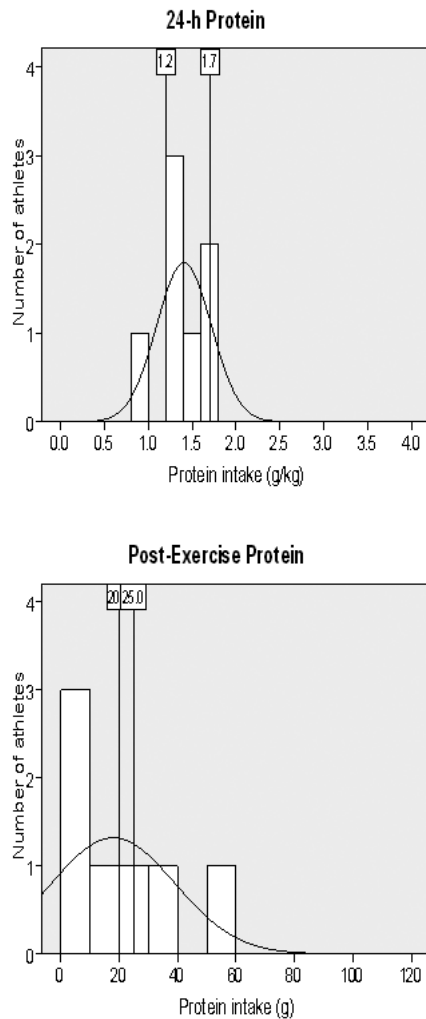 24-h Protein
1.2 1.7
Number of athletes
4
3
2
1
0
0.0 0.5 1.0 1.5 2.0 2.5 3.0 3.5 4.0
Protein intake (g/kg)
Post-Exercise Protein
20 25.0
Number of athletes
4
3
2
1
0
0 20 40 60 80 100 120
Protein intake (g)